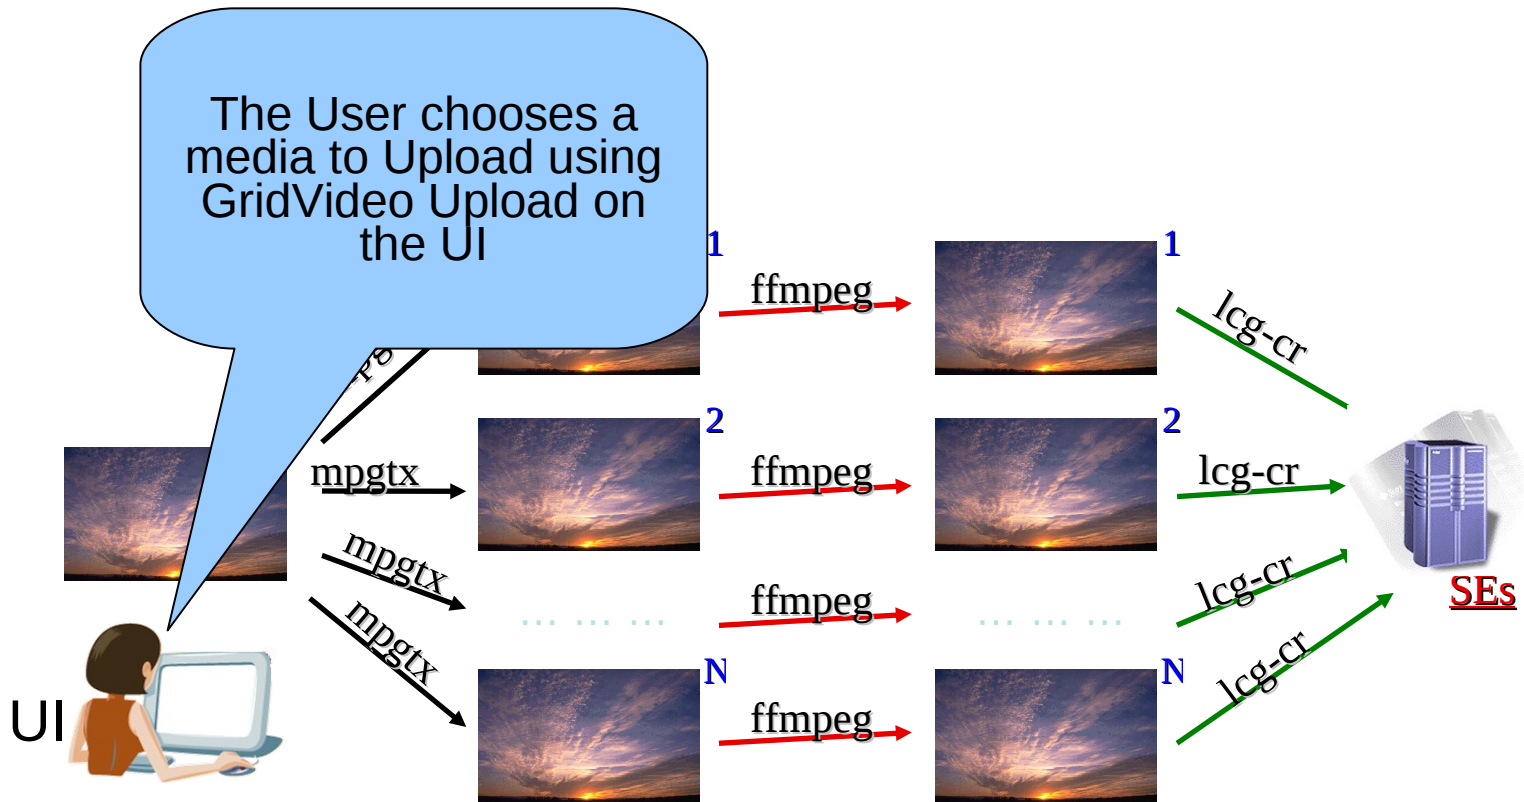 The User chooses a
media to Upload using
GridVideo Upload on
the UI
1
ffmpeg
1
lcg-cr
mpgtx
2
ffmpeg
2
lcg-cr
mpgtx
... ... ...
ffmpeg
... ... ...
lcg-cr
SEs
mpgtx
N
ffmpeg
N
lcg-cr
UI